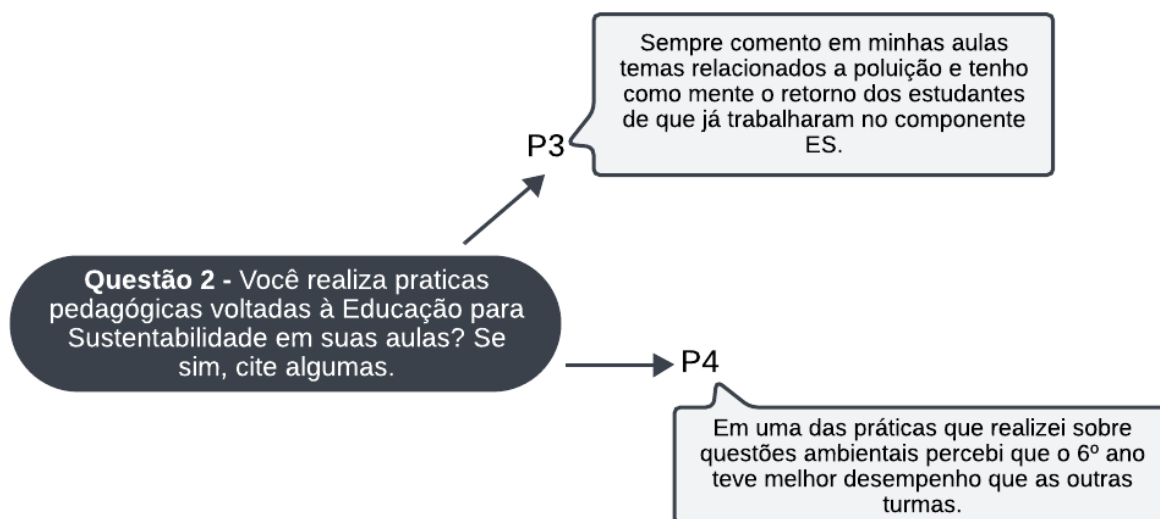 Sempre comento em minhas aulas
temas relacionados a poluição e tenho
como mente o retorno dos estudantes
de que já trabalharam no componente
ES.
P3
Questão 2 - Você realiza praticas
pedagógicas voltadas à Educação para
Sustentabilidade em suas aulas? Se
sim, cite algumas.
P4
Em uma das práticas que realizei sobre
questões ambientais percebi que o 6º ano
teve melhor desempenho que as outras
turmas.